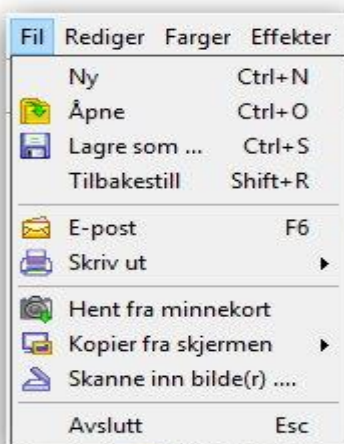 Fil Rediger Farger Effekter
Ny Ctrl+N
Åpne Ctrl+O
Lagre som ... Ctrl+S
Tilbakestill Shift+R
E-post F6
Skriv ut
Hent fra minnekort
Kopier fra skjermen
Skanne inn bilde(r) ....
Avslutt Esc